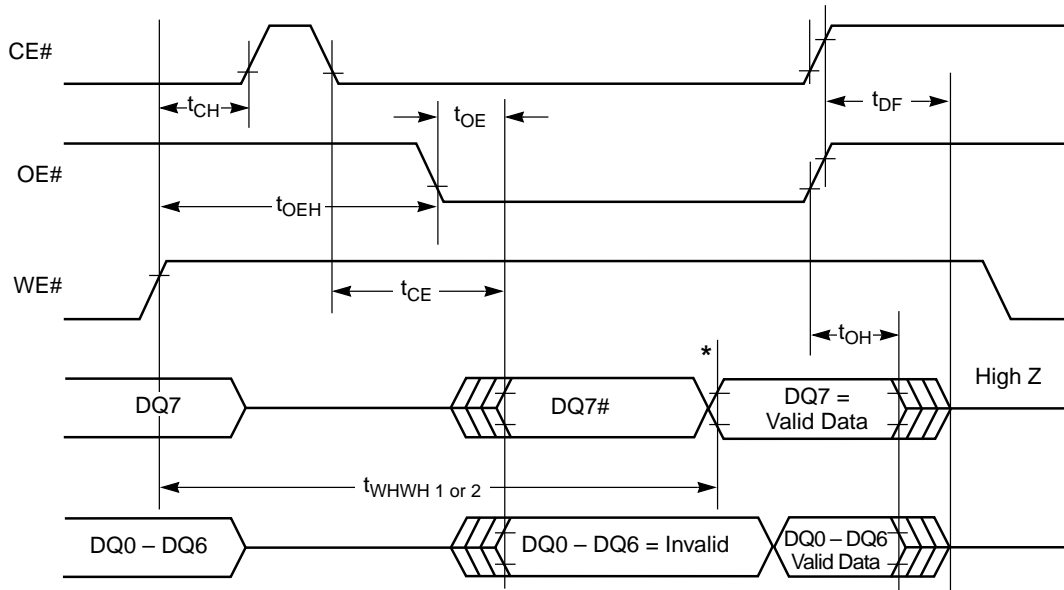 CE#
tCH
tOE
tDF
OE#
tOEH
WE#
tCE
tOH
*
High Z
DQ7
DQ7#
DQ7 =
Valid Data
tWHWH 1 or 2
DQ0 – DQ6
DQ0 – DQ6 = Invalid
DQ0 – DQ6
Valid Data